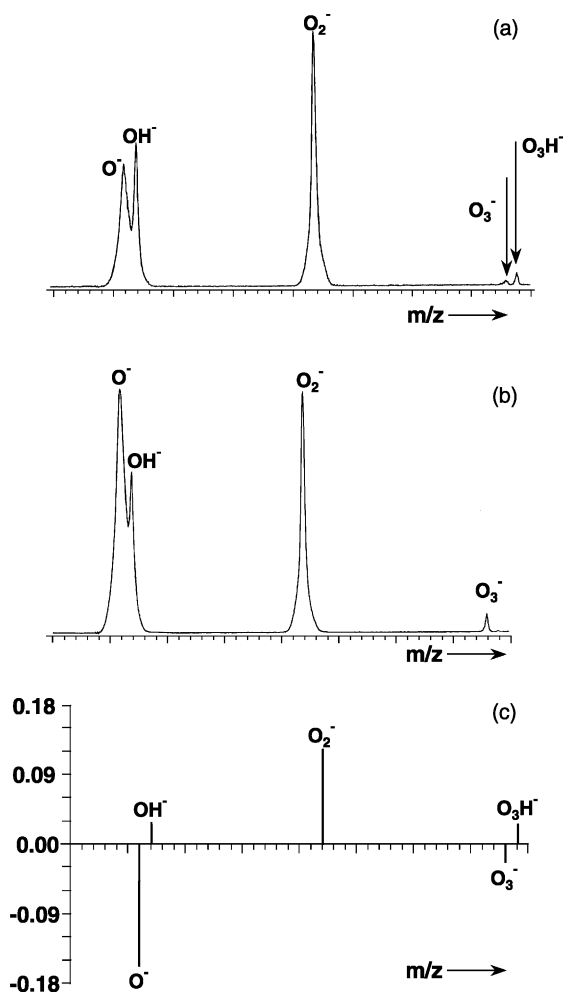 (a)
O₂⁻
OH⁻
O⁻
O₃H⁻
O₃⁻
m/z
(b)
O⁻
O₂⁻
OH⁻
O₃⁻
m/z
(c)
0.18
O₂⁻
0.09
OH⁻
O₃H⁻
0.00
O₃⁻
-0.09
m/z
O⁻
-0.18